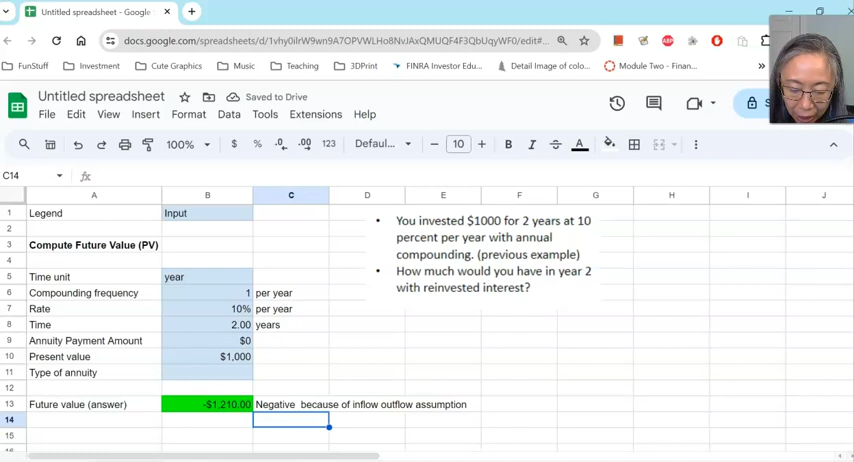 Untitled spreadsheet - Googl
docs.google.com/spreadsheets/d/1vhy0ilrW9wn9A7OPVWLHo8NvJAxQMUQF4F3QbUqyWF0/edit#...
FunStuff Investment Cute Graphics Music Teaching 3DPrint FINRA Investor Edu... Detail Image of colo... Module Two - Finan...
Untitled spreadsheet Saved to Drive
File Edit View Insert Format Data Tools Extensions Help
100% $ % .0 .00 123 Defaul... 10 B I A
C14 fx
A B C D E F G H I J
1 Legend Input
2
3 Compute Future Value (PV)
4
5 Time unit year
6 Compounding frequency 1 per year
7 Rate 10% per year
8 Time 2.00 years
9 Annuity Payment Amount $0
10 Present value $1,000
11 Type of annuity
12
13 Future value (answer) -$1,210.00 Negative because of inflow outflow assumption
14
15
• You invested $1000 for 2 years at 10
percent per year with annual
compounding. (previous example)
• How much would you have in year 2
with reinvested interest?